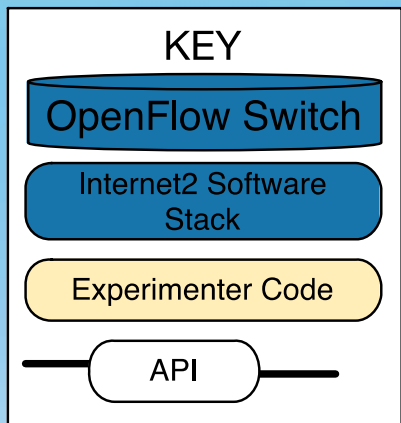 KEY
OpenFlow Switch
Internet2 Software
Stack
Experimenter Code
API